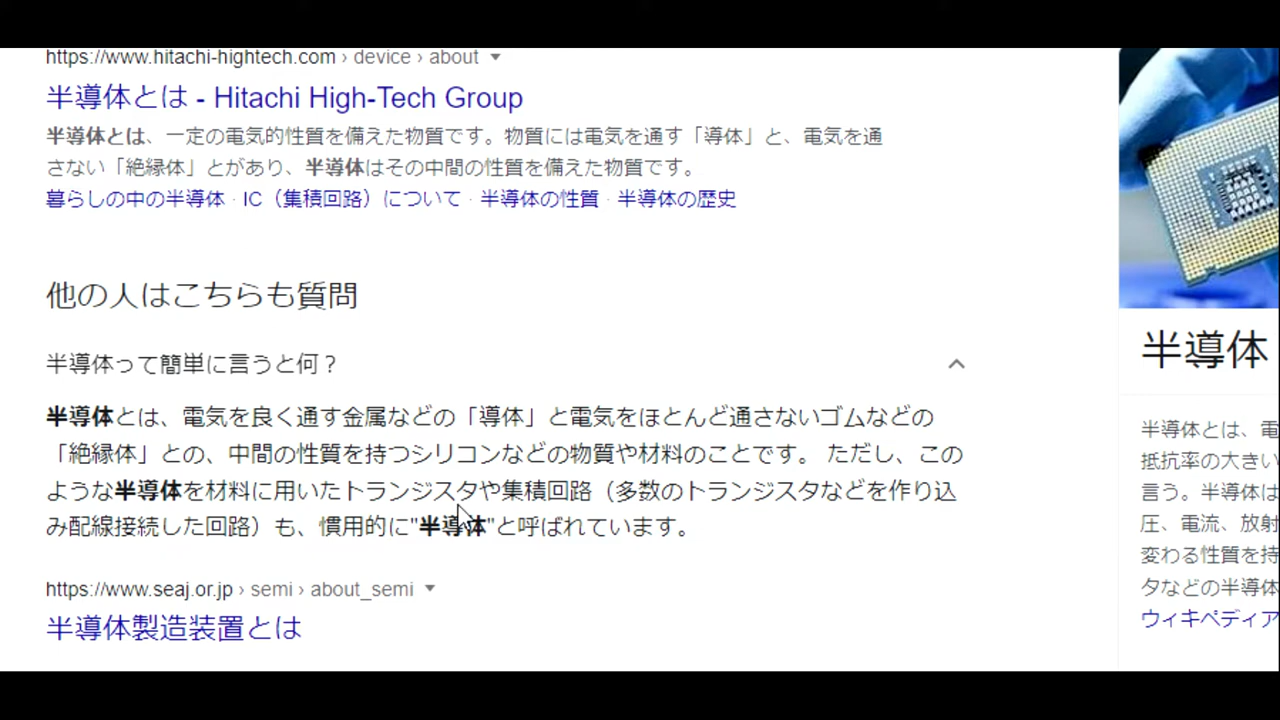 https://www.hitachi-hightech.com › device › about
半導体とは - Hitachi High-Tech Group
半導体とは、一定の電気的性質を備えた物質です。物質には電気を通す「導体」と、電気を通
さない「絶縁体」とがあり、半導体はその中間の性質を備えた物質です。
暮らしの中の半導体 · IC（集積回路）について · 半導体の性質 · 半導体の歴史
他の人はこちらも質問
半導体って簡単に言うと何？
半導体とは、電気を良く通す金属などの「導体」と電気をほとんど通さないゴムなどの
「絶縁体」との、中間の性質を持つシリコンなどの物質や材料のことです。 ただし、この
ような半導体を材料に用いたトランジスタや集積回路（多数のトランジスタなどを作り込
み配線接続した回路）も、慣用的に"半導体"と呼ばれています。
https://www.seaj.or.jp › semi › about_semi
半導体製造装置とは
半導体
半導体とは、電
抵抗率の大きい
言う。半導体は
圧、電流、放射
変わる性質を持
タなどの半導体
ウィキペディア